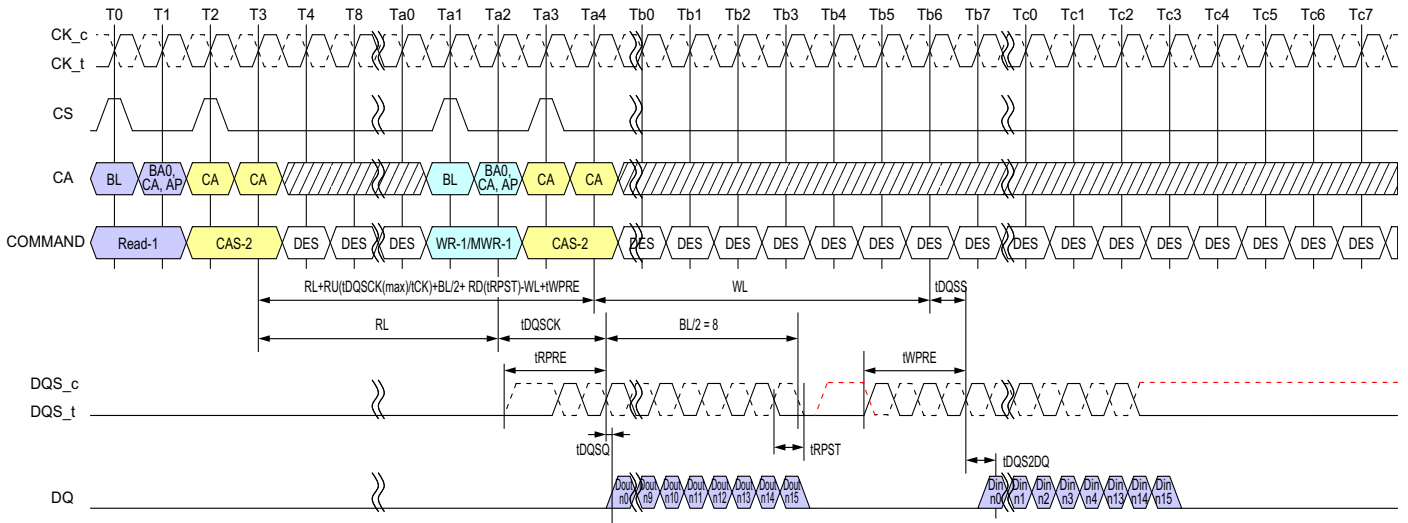 T0 T1 T2 T3 T4 T8 Ta0 Ta1 Ta2 Ta3 Ta4 Tb0 Tb1 Tb2 Tb3 Tb4 Tb5 Tb6 Tb7 Tc0 Tc1 Tc2 Tc3 Tc4 Tc5 Tc6 Tc7
CK_c
CK_t
CS
CA BL BA0, CA, AP CA CA BL BA0, CA, AP CA CA
COMMAND Read-1 CAS-2 DES DES DES WR-1/MWR-1 CAS-2 DES DES DES DES DES DES DES DES DES DES DES DES DES DES DES DES
RL+RU(tDQSCK(max)/tCK)+BL/2+ RD(tRPST)-WL+tWPRE WL tDQSS
RL tDQSCK BL/2 = 8
tRPRE tWPRE
DQS_c
DQS_t
tDQSQ tRPST tDQS2DQ
DQ Dout n0 Dout n9 Dout n10 Dout n11 Dout n12 Dout n13 Dout n14 Dout n15 Din n0 Din n1 Din n2 Din n3 Din n4 Din n13 Din n14 Din n15